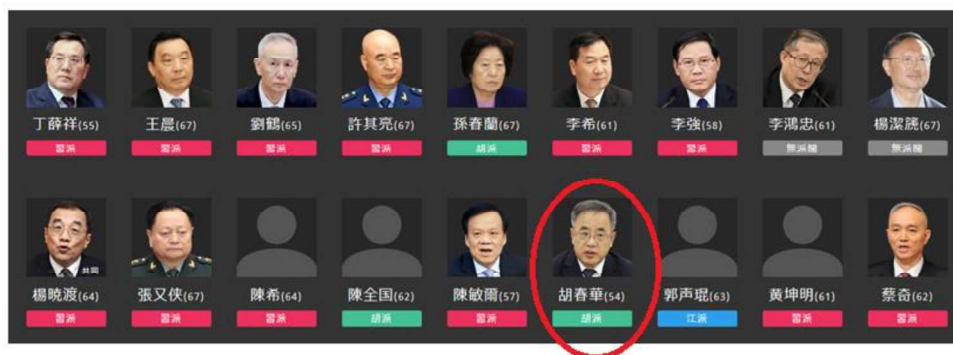 丁薛祥(55) 王晨(67) 劉鶴(65) 許其亮(67) 孫春蘭(67) 李希(61) 李強(58) 李鴻忠(61) 楊潔篪(67)
習派 習派 習派 習派 胡派 習派 習派 無派閥 無派閥
共同
楊曉渡(64) 張又侠(67) 陳希(64) 陳全国(62) 陳敏爾(57) 胡春華(54) 郭声琨(63) 黄坤明(61) 蔡奇(62)
習派 習派 習派 胡派 習派 胡派 江派 習派 習派